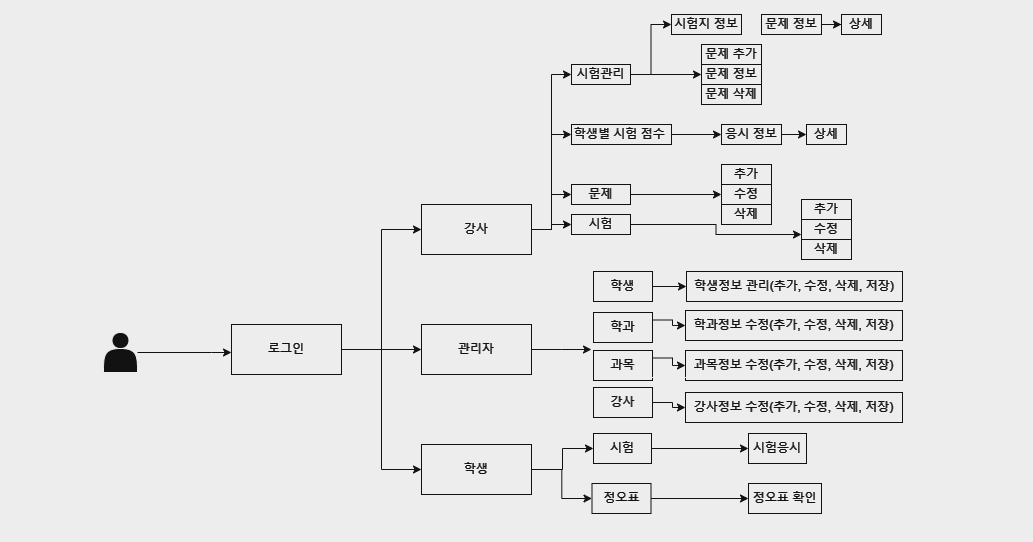 시험지 정보
문제 정보
상세
시험관리
문제 추가
문제 정보
문제 삭제
학생별 시험 점수
응시 정보
상세
문제
추가
수정
삭제
시험
추가
수정
삭제
강사
로그인
관리자
학생
학생정보 관리(추가, 수정, 삭제, 저장)
학과
학과정보 수정(추가, 수정, 삭제, 저장)
과목
과목정보 수정(추가, 수정, 삭제, 저장)
강사
강사정보 수정(추가, 수정, 삭제, 저장)
학생
시험
시험응시
정오표
정오표 확인